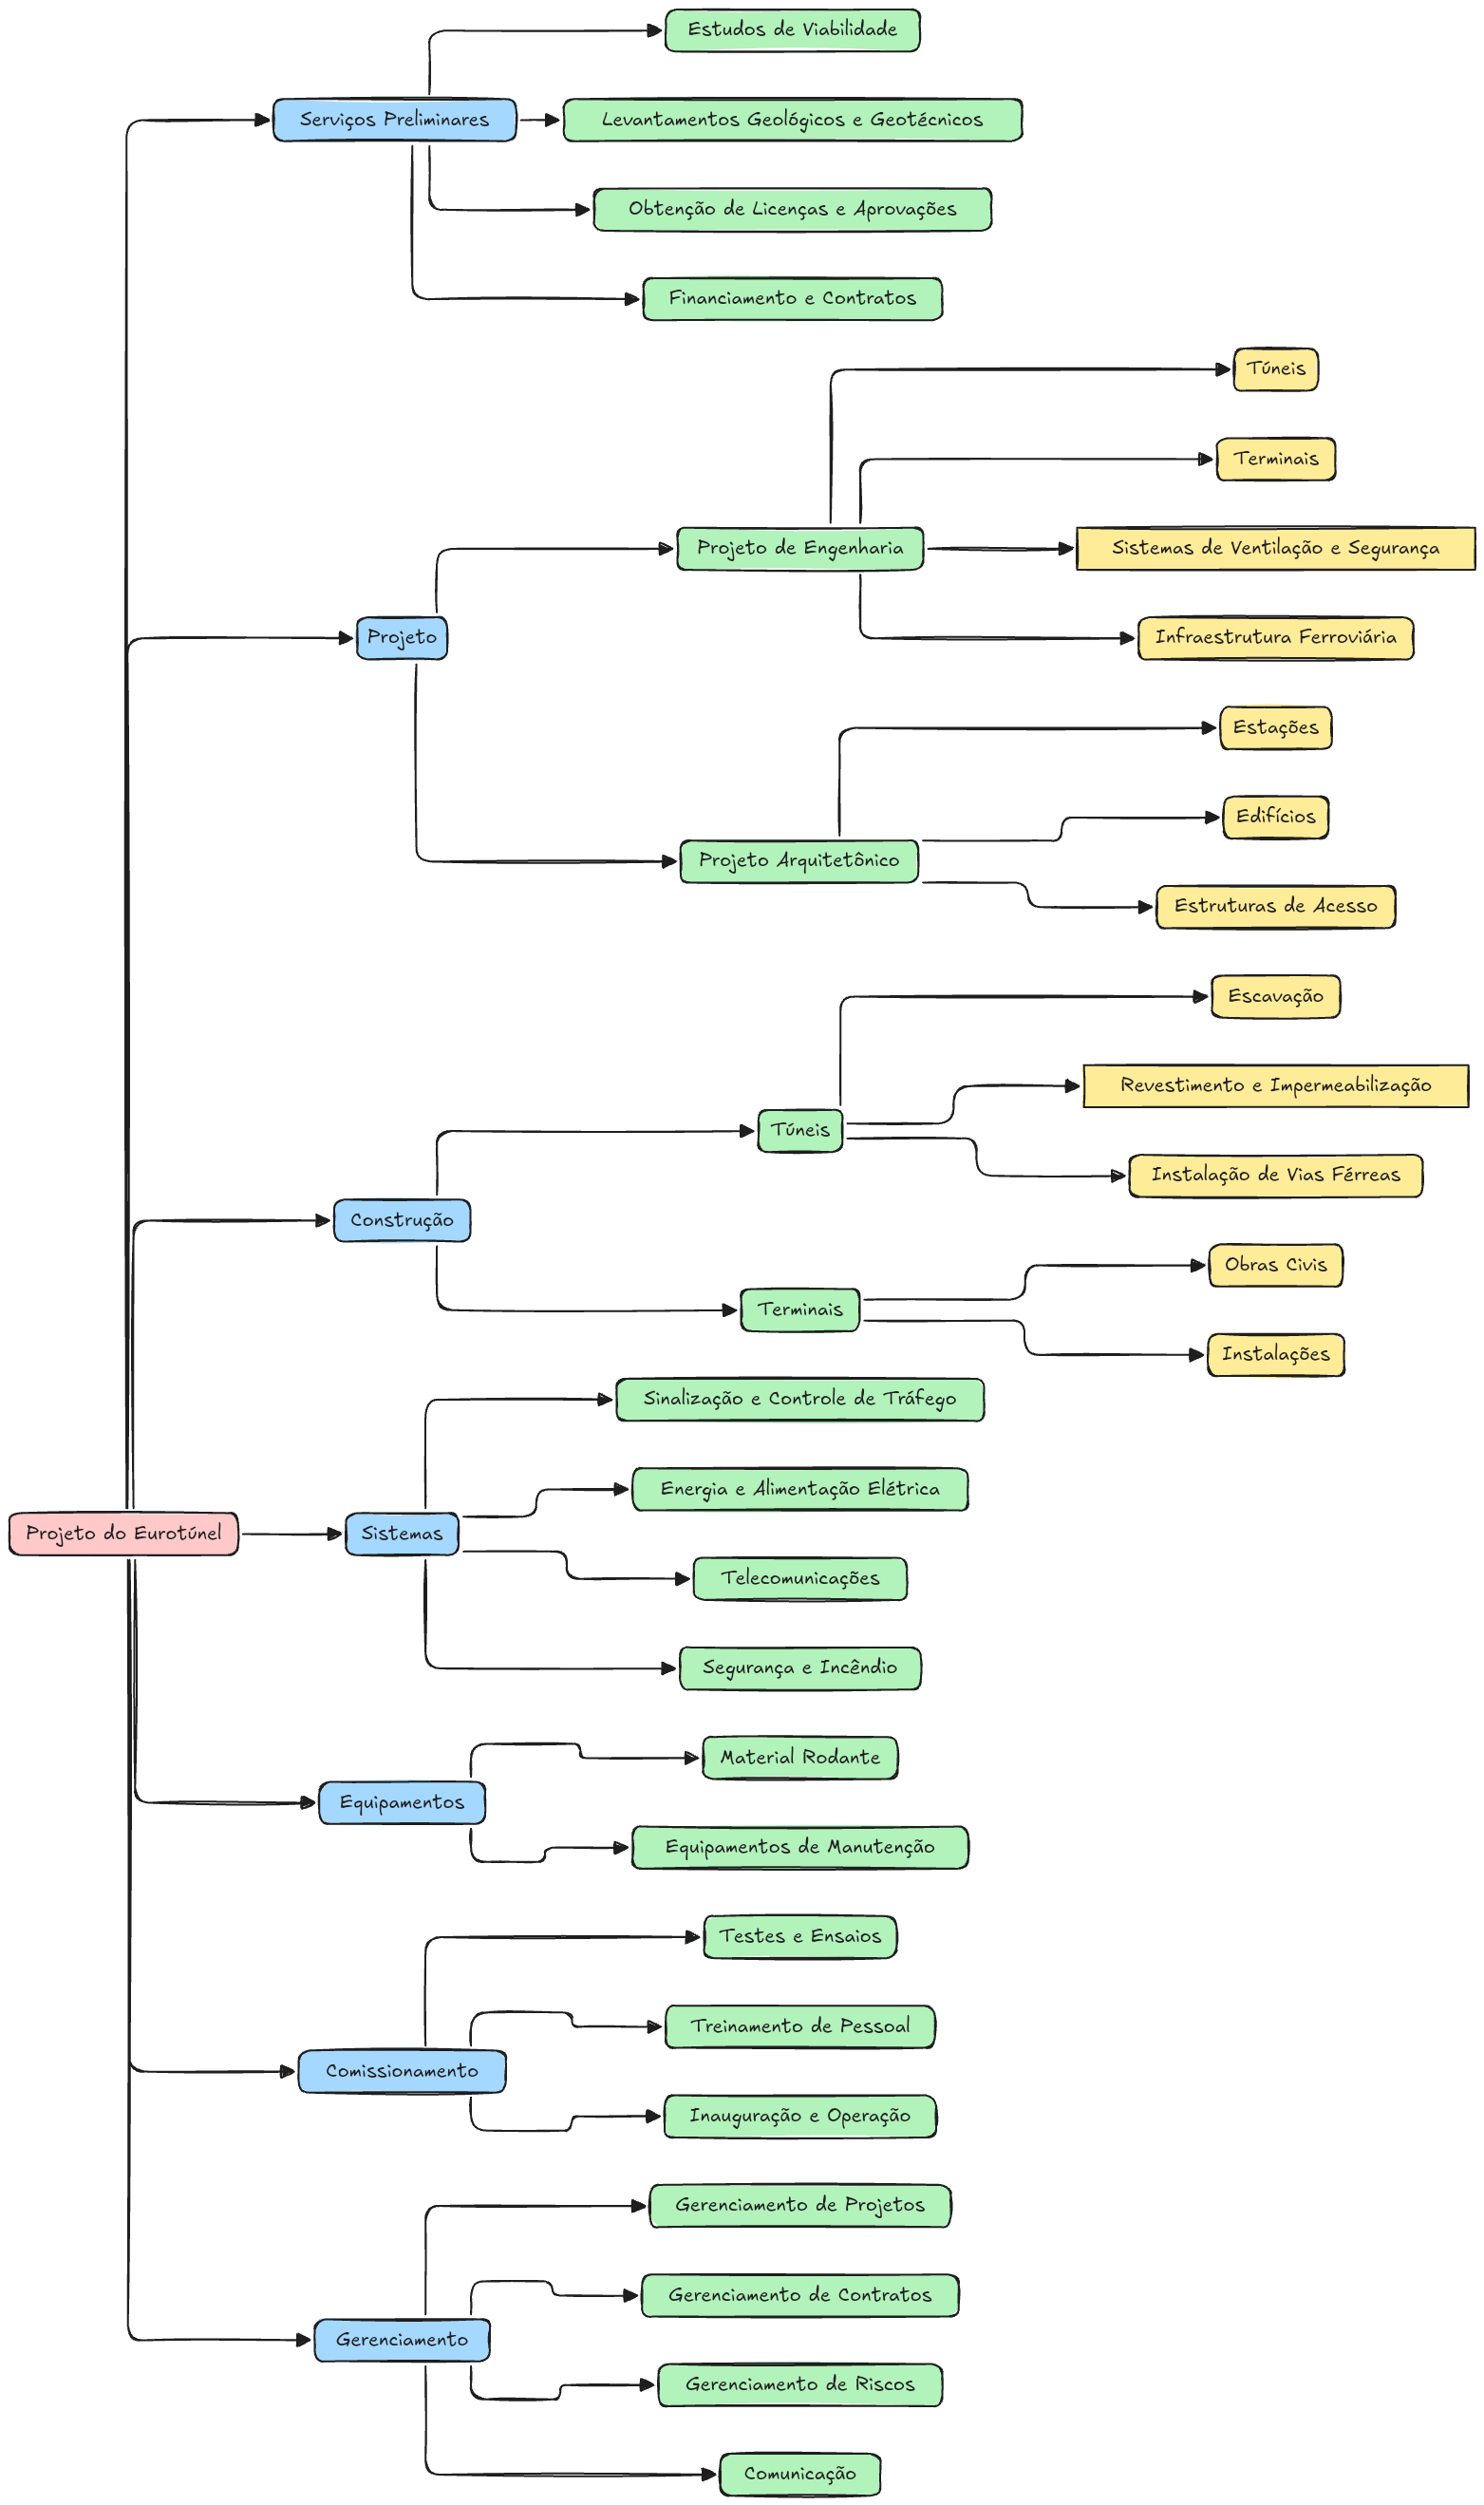 Estudos de Viabilidade
Serviços Preliminares
Levantamentos Geológicos e Geotécnicos
Obtenção de Licenças e Aprovações
Financiamento e Contratos
Túneis
Terminais
Projeto de Engenharia
Sistemas de Ventilação e Segurança
Projeto
Infraestrutura Ferroviária
Estações
Edifícios
Projeto Arquitetônico
Estruturas de Acesso
Escavação
Revestimento e Impermeabilização
Túneis
Instalação de Vias Férreas
Construção
Obras Civis
Terminais
Instalações
Sinalização e Controle de Tráfego
Energia e Alimentação Elétrica
Projeto do Eurotúnel
Sistemas
Telecomunicações
Segurança e Incêndio
Material Rodante
Equipamentos
Equipamentos de Manutenção
Testes e Ensaios
Treinamento de Pessoal
Comissionamento
Inauguração e Operação
Gerenciamento de Projetos
Gerenciamento de Contratos
Gerenciamento
Gerenciamento de Riscos
Comunicação